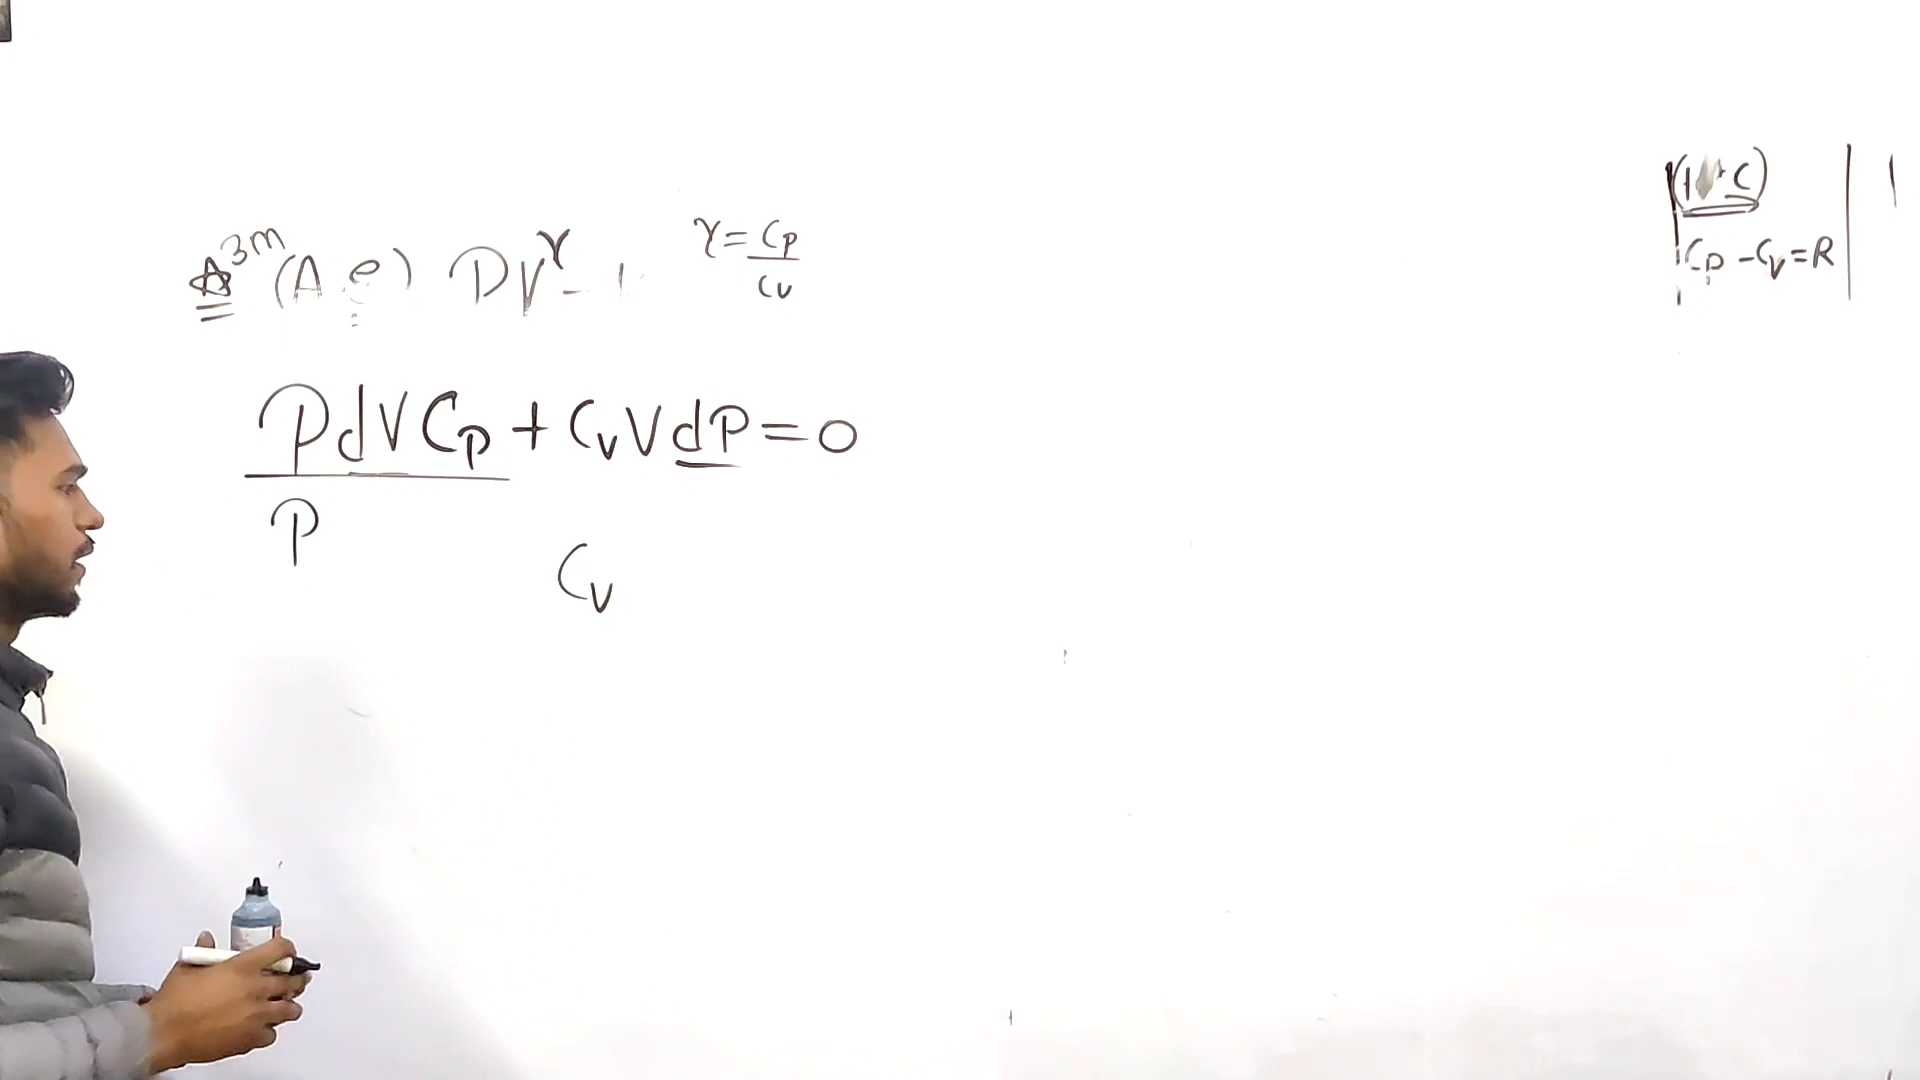 3m (A e) PV^γ γ = Cp / Cv
PdVCp + CvVdP = 0
P
Cv
Cp - Cv = R